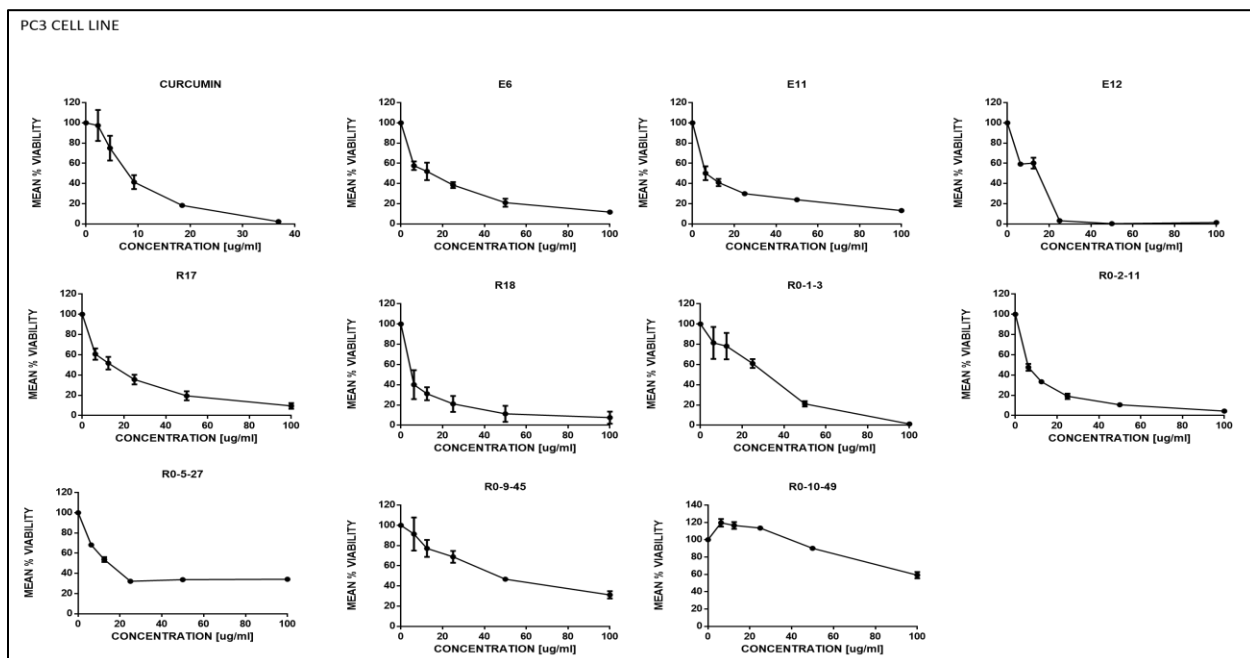 PC3 CELL LINE
CURCUMIN
E6
E11
E12
MEAN % VIABILITY
120
100
80
60
40
20
0
0 10 20 30 40
CONCENTRATION [ug/ml]
MEAN % VIABILITY
120
100
80
60
40
20
0
0 20 40 60 80 100
CONCENTRATION [ug/ml]
MEAN % VIABILITY
120
100
80
60
40
20
0
0 20 40 60 80 100
CONCENTRATION [ug/ml]
MEAN % VIABILITY
120
100
80
60
40
20
0
0 20 40 60 80 100
CONCENTRATION [ug/ml]
R17
R18
R0-1-3
R0-2-11
MEAN % VIABILITY
120
100
80
60
40
20
0
0 20 40 60 80 100
CONCENTRATION [ug/ml]
MEAN % VIABILITY
120
100
80
60
40
20
0
0 20 40 60 80 100
CONCENTRATION [ug/ml]
MEAN % VIABILITY
120
100
80
60
40
20
0
0 20 40 60 80 100
CONCENTRATION [ug/ml]
MEAN % VIABILITY
120
100
80
60
40
20
0
0 20 40 60 80 100
CONCENTRATION [ug/ml]
R0-5-27
R0-9-45
R0-10-49
MEAN % VIABILITY
120
100
80
60
40
20
0
0 20 40 60 80 100
CONCENTRATION [ug/ml]
MEAN % VIABILITY
120
100
80
60
40
20
0
0 20 40 60 80 100
CONCENTRATION [ug/ml]
MEAN % VIABILITY
140
120
100
80
60
40
20
0
0 20 40 60 80 100
CONCENTRATION [ug/ml]